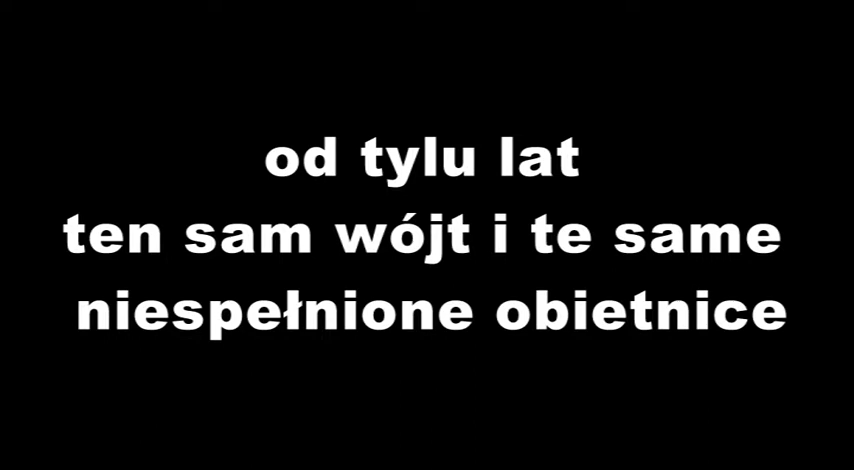 od tylu lat
ten sam wójt i te same
niespełnione obietnice